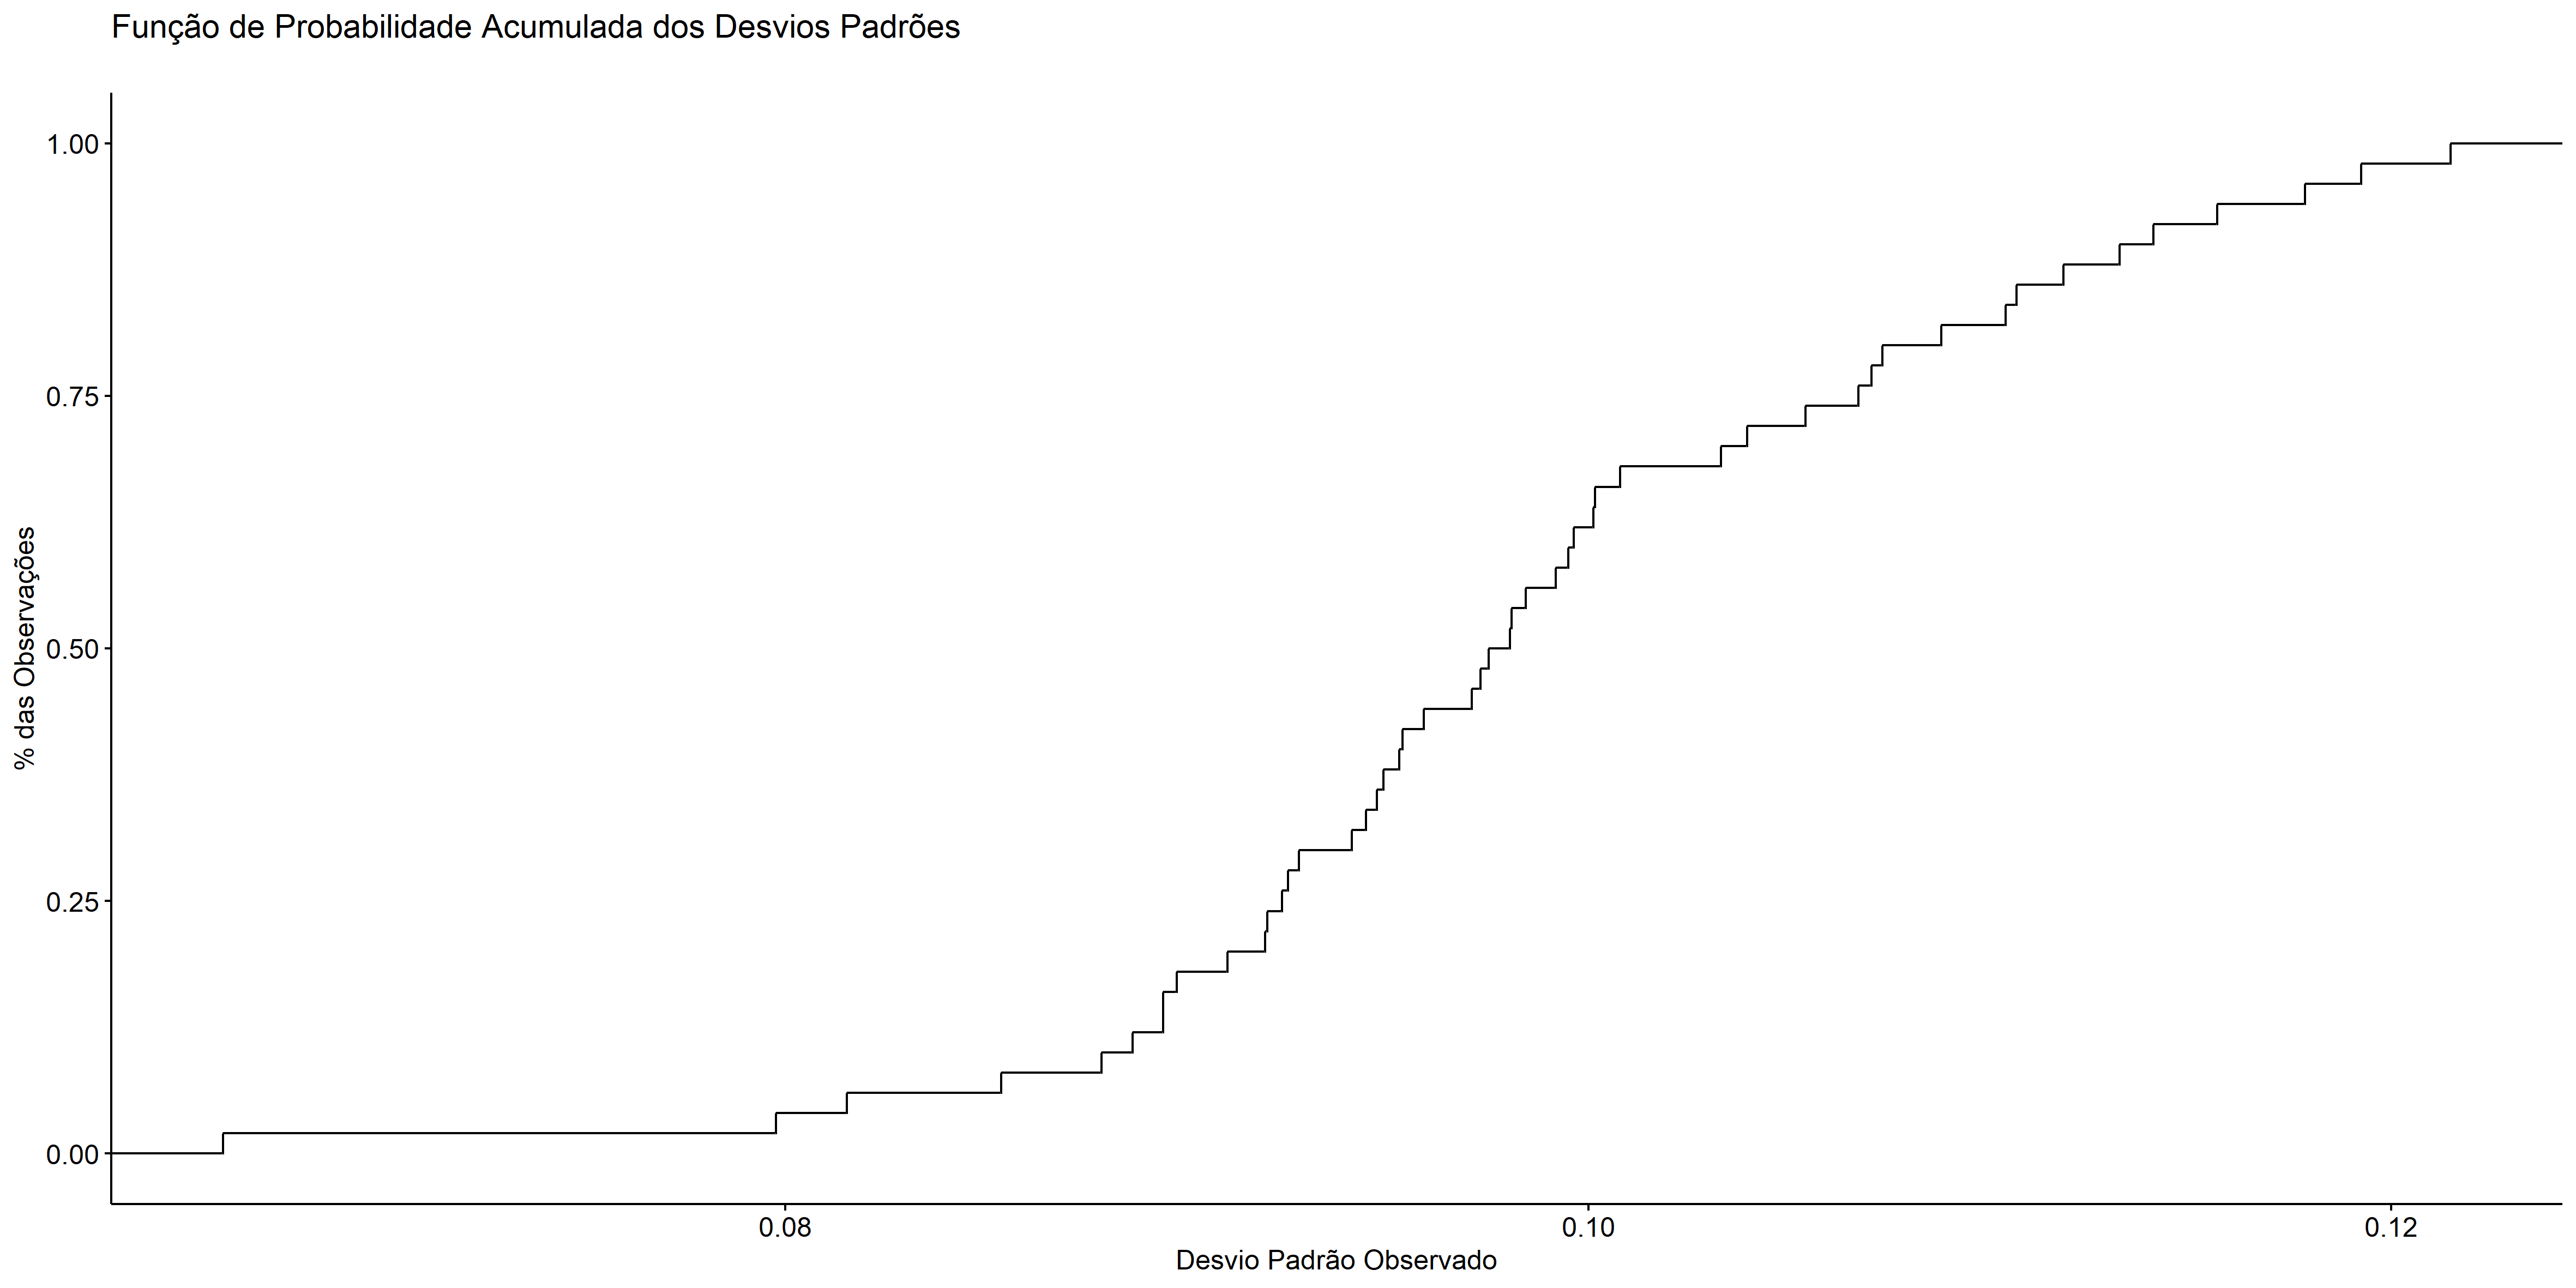 Função de Probabilidade Acumulada dos Desvios Padrões
1.00
0.75
0.50
0.25
0.00
% das Observações
0.08
0.10
0.12
Desvio Padrão Observado